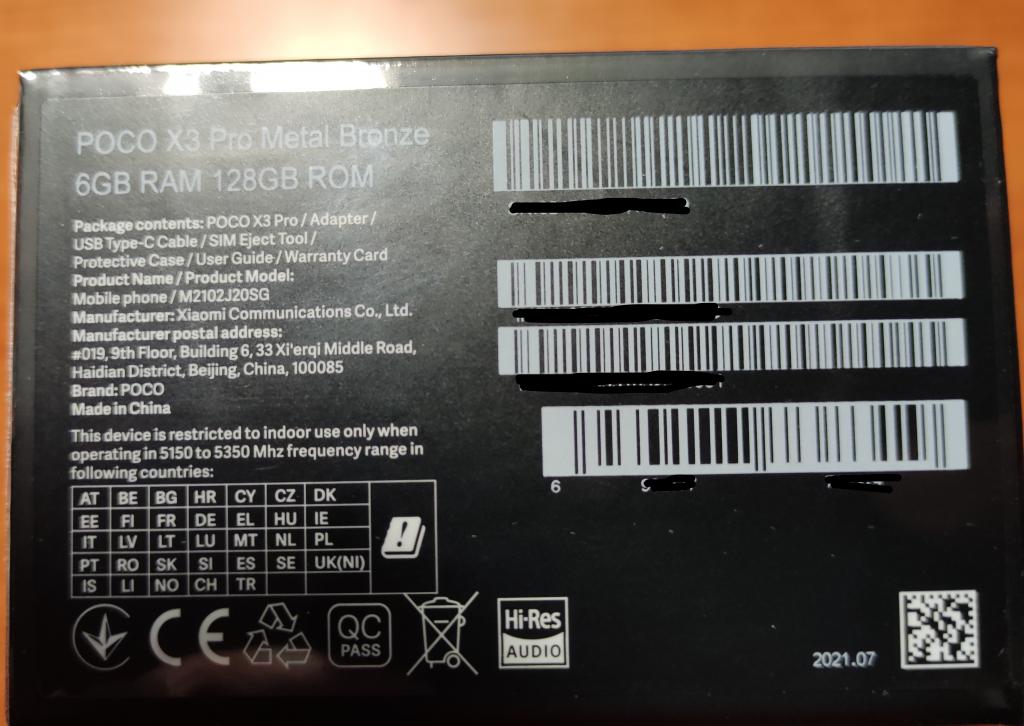 POCO X3 Pro Metal Bronze
6GB RAM 128GB ROM
Package contents: POCO X3 Pro / Adapter /
USB Type-C Cable / SIM Eject Tool /
Protective Case / User Guide / Warranty Card
Product Name / Product Model:
Mobile phone / M2102J20SG
Manufacturer: Xiaomi Communications Co., Ltd.
Manufacturer postal address:
#019, 9th Floor, Building 6, 33 Xi'erqi Middle Road,
Haidian District, Beijing, China, 100085
Brand: POCO
Made in China
This device is restricted to indoor use only when
operating in 5150 to 5350 Mhz frequency range in
following countries:
AT BE BG HR CY CZ DK
EE FI FR DE EL HU IE
IT LV LT LU MT NL PL
PT RO SK SI ES SE UK(NI)
IS LI NO CH TR
CE
QC
PASS
Hi-Res
AUDIO
6
2021.07